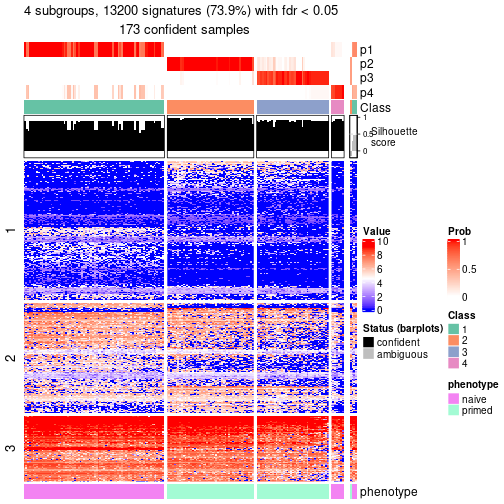 4 subgroups, 13200 signatures (73.9%) with fdr < 0.05
173 confident samples
p1
p2
p3
p4
Class
1
0.5
0
Silhouette
score
1
2
3
phenotype
Value
10
8
6
4
2
0
Prob
1
0.5
0
Status (barplots)
confident
ambiguous
Class
1
2
3
4
phenotype
naive
primed